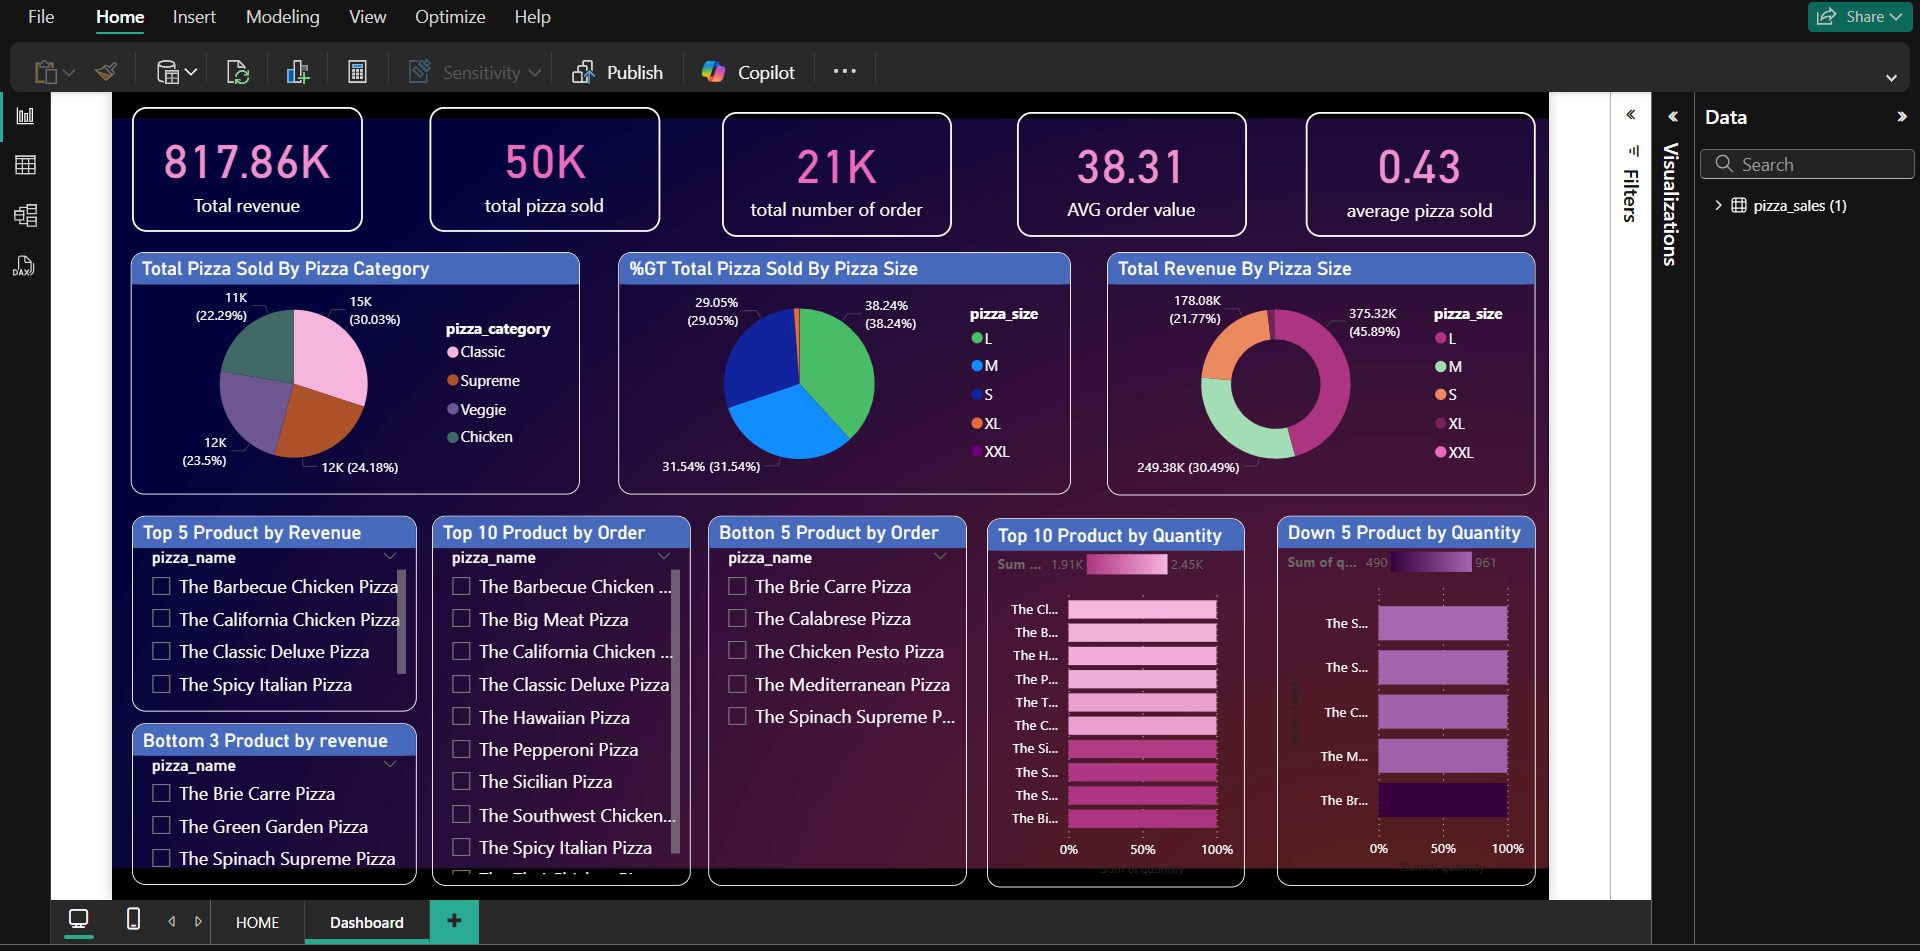 File Home Insert Modeling View Optimize Help
Share
Sensitivity
Publish
Copilot
DAX
817.86K
Total revenue
50K
total pizza sold
21K
total number of order
38.31
AVG order value
0.43
average pizza sold
Filters
Visualizations
Data
Search
pizza_sales (1)
Total Pizza Sold By Pizza Category
11K
(22.29%)
15K
(30.03%)
12K
(23.5%)
12K (24.18%)
pizza_category
Classic
Supreme
Veggie
Chicken
%GT Total Pizza Sold By Pizza Size
29.05%
(29.05%)
38.24%
(38.24%)
31.54% (31.54%)
pizza_size
L
M
S
XL
XXL
Total Revenue By Pizza Size
178.08K
(21.77%)
375.32K
(45.89%)
249.38K (30.49%)
pizza_size
L
M
S
XL
XXL
Top 5 Product by Revenue
pizza_name
The Barbecue Chicken Pizza
The California Chicken Pizza
The Classic Deluxe Pizza
The Spicy Italian Pizza
Bottom 3 Product by revenue
pizza_name
The Brie Carre Pizza
The Green Garden Pizza
The Spinach Supreme Pizza
Top 10 Product by Order
pizza_name
The Barbecue Chicken ...
The Big Meat Pizza
The California Chicken ...
The Classic Deluxe Pizza
The Hawaiian Pizza
The Pepperoni Pizza
The Sicilian Pizza
The Southwest Chicken...
The Spicy Italian Pizza
Botton 5 Product by Order
pizza_name
The Brie Carre Pizza
The Calabrese Pizza
The Chicken Pesto Pizza
The Mediterranean Pizza
The Spinach Supreme P...
Top 10 Product by Quantity
Sum ... 1.91K 2.45K
The Cl...
The B...
The H...
The P...
The T...
The C...
The Si...
The S...
The S...
The Bi...
0% 50% 100%
Sum of quantity
Down 5 Product by Quantity
Sum of q... 490 961
The S...
The S...
The C...
The M...
The Br...
0% 50% 100%
Sum of quantity
HOME
Dashboard